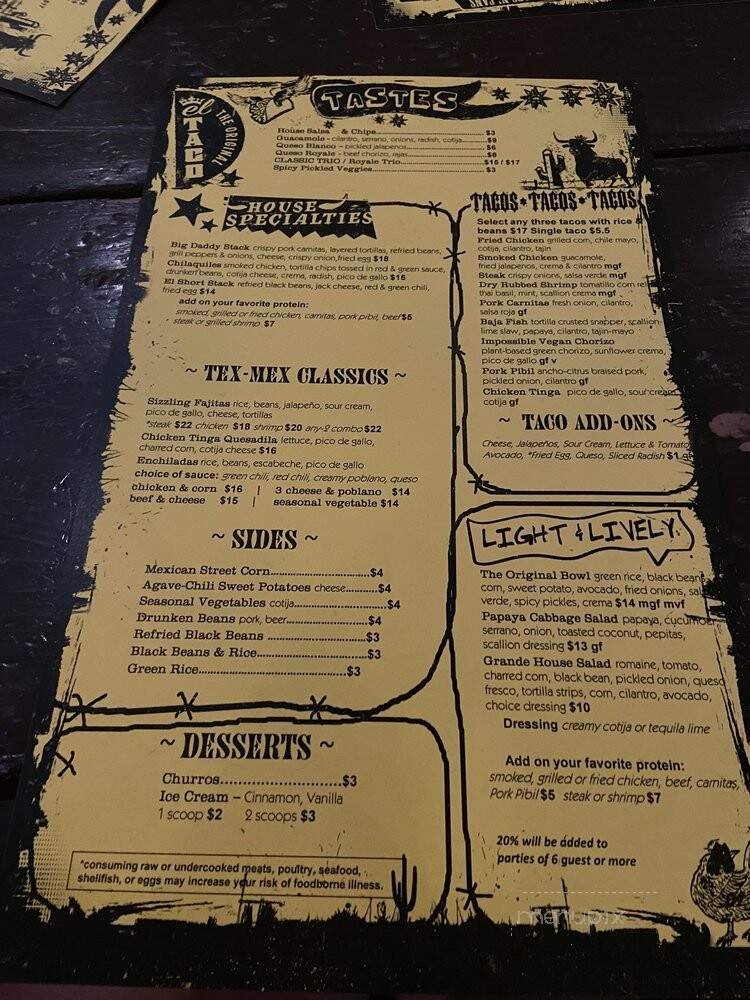 El
TACO
THE ORIGINAL
TASTES
House Salsa & Chips $3
Guacamole - cilantro, serrano, onions, radish, cotija $9
Queso Blanco - pickled jalapenos $6
Queso Royale - beef chorizo, rajas $8
CLASSIC TRIO / Royale Trio $16 / $17
Spicy Pickled Veggies $3
HOUSE
SPECIALTIES
Big Daddy Stack crispy pork carnitas, layered tortillas, refried beans,
grill peppers & onions, cheese, crispy onion, fried egg $18
Chilaquiles smoked chicken, tortilla chips tossed in red & green sauce,
drunken beans, cotija cheese, crema, radish, pico de gallo $15
El Short Stack refried black beans, jack cheese, red & green chili,
fried egg $14
add on your favorite protein:
smoked, grilled or fried chicken, carnitas, pork pibil, beef $5
steak or grilled shrimp $7
~ TEX-MEX CLASSICS ~
Sizzling Fajitas rice, beans, jalapeño, sour cream,
pico de gallo, cheese, tortillas
*steak $22 chicken $18 shrimp $20 any-2 combo $22
Chicken Tinga Quesadila lettuce, pico de gallo,
charred corn, cotija cheese $16
Enchiladas rice, beans, escabeche, pico de gallo
choice of sauce: green chili, red chili, creamy poblano, queso
chicken & corn $16 | 3 cheese & poblano $14
beef & cheese $15 | seasonal vegetable $14
~ SIDES ~
Mexican Street Corn $4
Agave-Chili Sweet Potatoes cheese $4
Seasonal Vegetables cotija $4
Drunken Beans pork, beer $4
Refried Black Beans $3
Black Beans & Rice $3
Green Rice $3
~ DESSERTS ~
Churros $3
Ice Cream – Cinnamon, Vanilla
1 scoop $2 2 scoops $3
*consuming raw or undercooked meats, poultry, seafood,
shellfish, or eggs may increase your risk of foodborne illness.
TACOS * TACOS * TACOS
Select any three tacos with rice &
beans $17 Single taco $5.5
Fried Chicken grilled corn, chile mayo,
cotija, cilantro, tajin
Smoked Chicken guacamole,
fried jalapenos, crema & cilantro mgf
Steak crispy onions, salsa verde mgf
Dry Rubbed Shrimp tomatillo corn
thai basil, mint, scallion crema mgf
Pork Carnitas fresh onion, cilantro,
salsa roja gf
Baja Fish tortilla crusted snapper, scallion-
lime slaw, papaya, cilantro, tajin-mayo
Impossible Vegan Chorizo
plant-based green chorizo, sunflower crema,
pico de gallo gf v
Pork Pibil ancho-citrus braised pork,
pickled onion, cilantro gf
Chicken Tinga pico de gallo, sour cream
cotija gf
~ TACO ADD-ONS ~
Cheese, Jalapeños, Sour Cream, Lettuce & Tomato
Avocado, *Fried Egg, Queso, Sliced Radish $1 gf
LIGHT & LIVELY
The Original Bowl green rice, black beans
corn, sweet potato, avocado, fried onions,
verde, spicy pickles, crema $14 mgf mvf
Papaya Cabbage Salad papaya, cucumber
serrano, onion, toasted coconut, pepitas,
scallion dressing $13 gf
Grande House Salad romaine, tomato,
charred corn, black bean, pickled onion, queso
fresco, tortilla strips, corn, cilantro, avocado,
choice dressing $10
Dressing creamy cotija or tequila lime
Add on your favorite protein:
smoked, grilled or fried chicken, beef, carnitas,
Pork Pibil $5 steak or shrimp $7
20% will be added to
parties of 6 guest or more
menupix